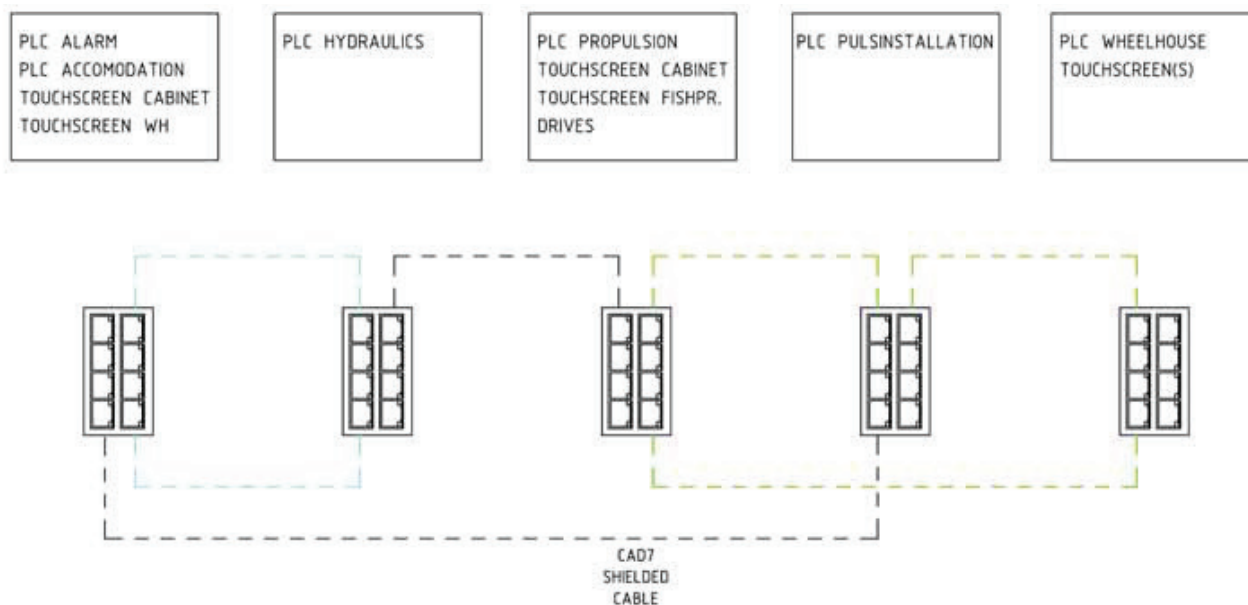 PLC ALARM
PLC ACCOMODATION
TOUCHSCREEN CABINET
TOUCHSCREEN WH
PLC HYDRAULICS
PLC PROPULSION
TOUCHSCREEN CABINET
TOUCHSCREEN FISHPR.
DRIVES
PLC PULSINSTALLATION
PLC WHEELHOUSE
TOUCHSCREEN(S)
CAD7
SHIELDED
CABLE